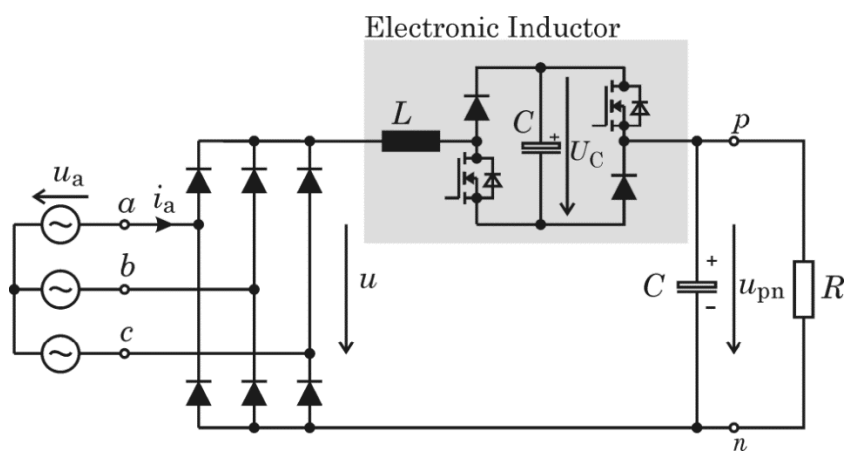 Electronic Inductor
L
C
+
U_C
p
u_a
a
i_a
b
c
u
C
+
−
u_pn
R
n